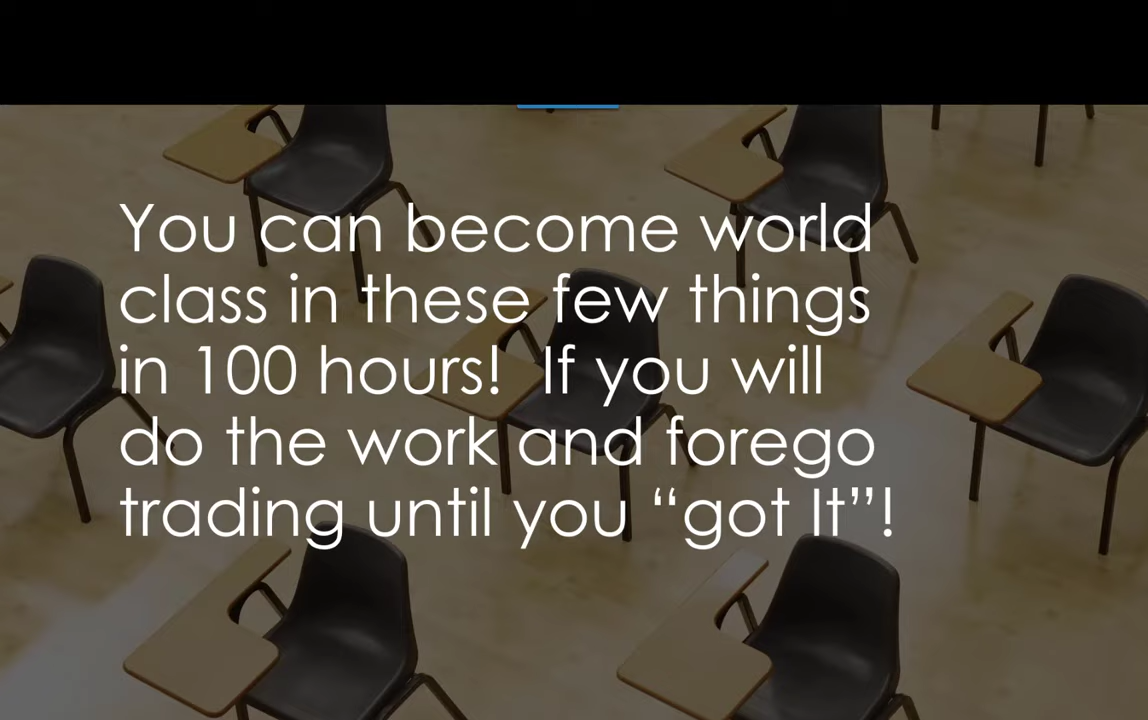 You can become world
class in these few things
in 100 hours!  If you will
do the work and forego
trading until you “got It”!